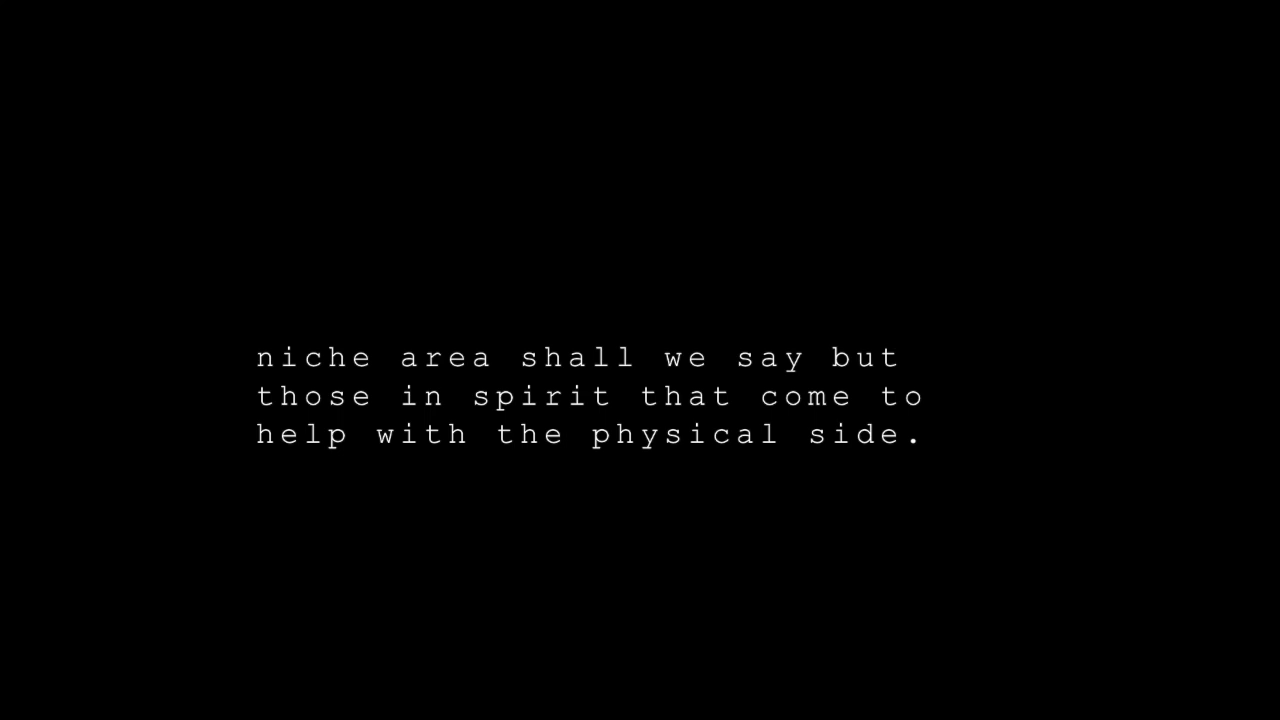 niche area shall we say but
those in spirit that come to
help with the physical side.